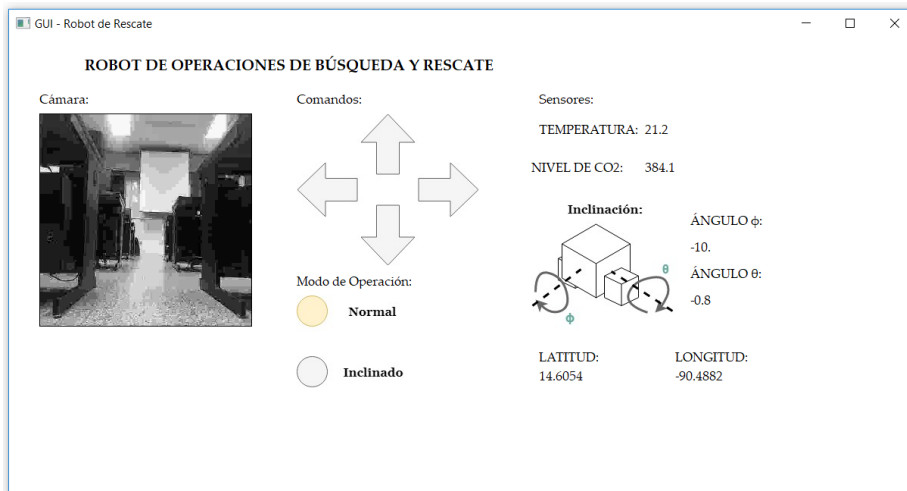 GUI - Robot de Rescate
ROBOT DE OPERACIONES DE BÚSQUEDA Y RESCATE
Cámara:
Comandos:
Sensores:
TEMPERATURA: 21.2
NIVEL DE CO2: 384.1
Inclinación:
ÁNGULO ϕ:
-10.
ÁNGULO θ:
-0.8
θ
ϕ
Modo de Operación:
Normal
Inclinado
LATITUD:
14.6054
LONGITUD:
-90.4882